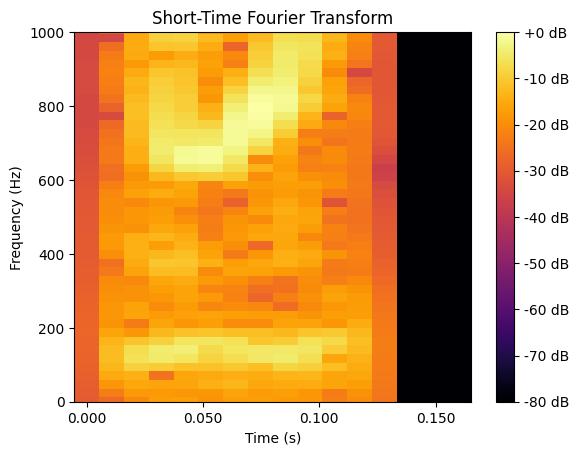 Short-Time Fourier Transform
Frequency (Hz)
1000
800
600
400
200
0
0.000
0.050
0.100
0.150
Time (s)
+0 dB
-10 dB
-20 dB
-30 dB
-40 dB
-50 dB
-60 dB
-70 dB
-80 dB